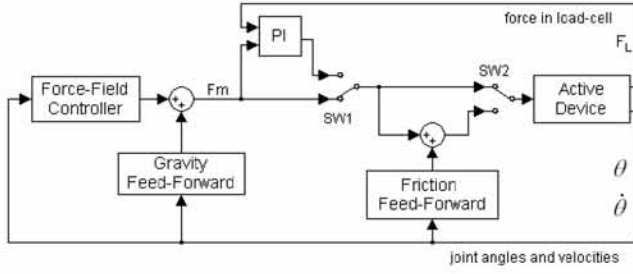 force in load-cell
PI
F_L
SW2
Force-Field
Controller
+
+
Fm
SW1
Active
Device
+
+
Gravity
Feed-Forward
Friction
Feed-Forward
θ
θ̇
joint angles and velocities